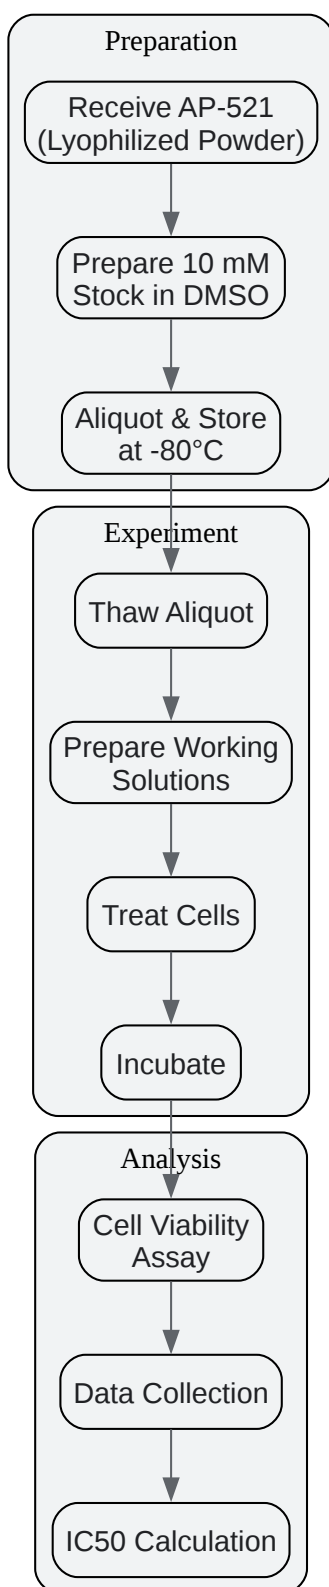 Preparation
Receive AP-521
(Lyophilized Powder)
Prepare 10 mM
Stock in DMSO
Aliquot & Store
at -80°C
Experiment
Thaw Aliquot
Prepare Working
Solutions
Treat Cells
Incubate
Analysis
Cell Viability
Assay
Data Collection
IC50 Calculation